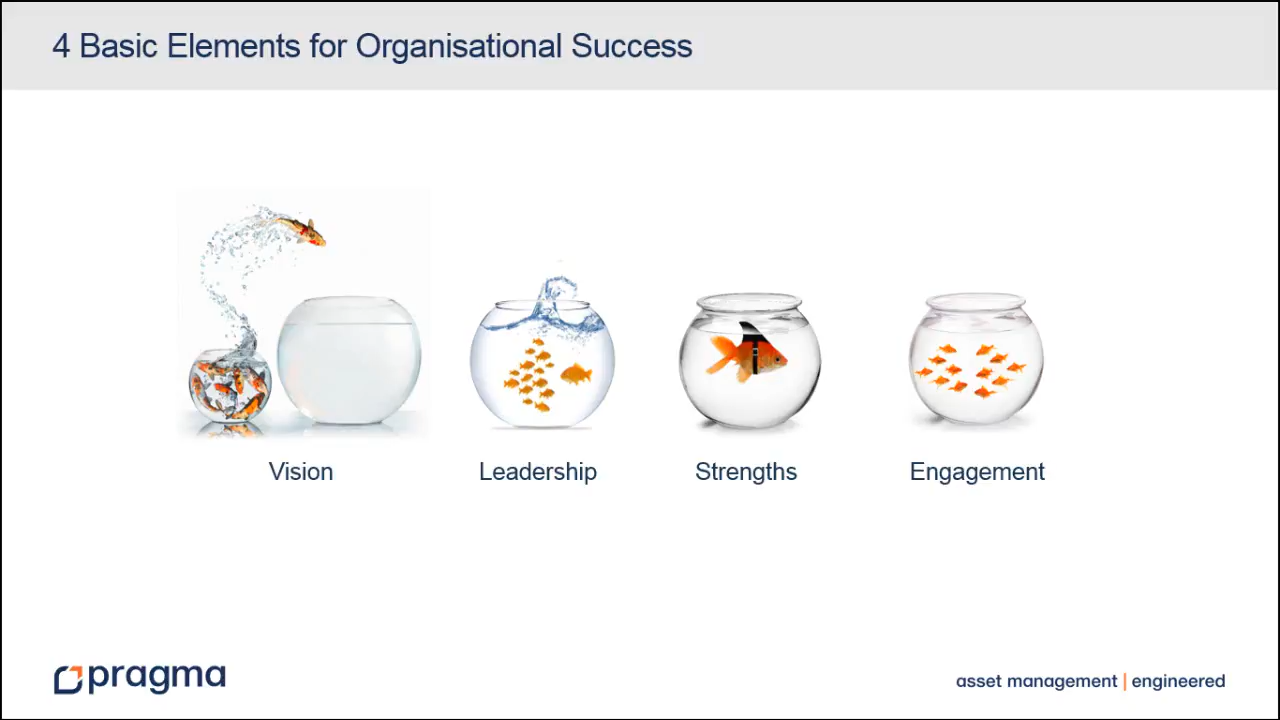 4 Basic Elements for Organisational Success
Vision
Leadership
Strengths
Engagement
pragma
asset management | engineered